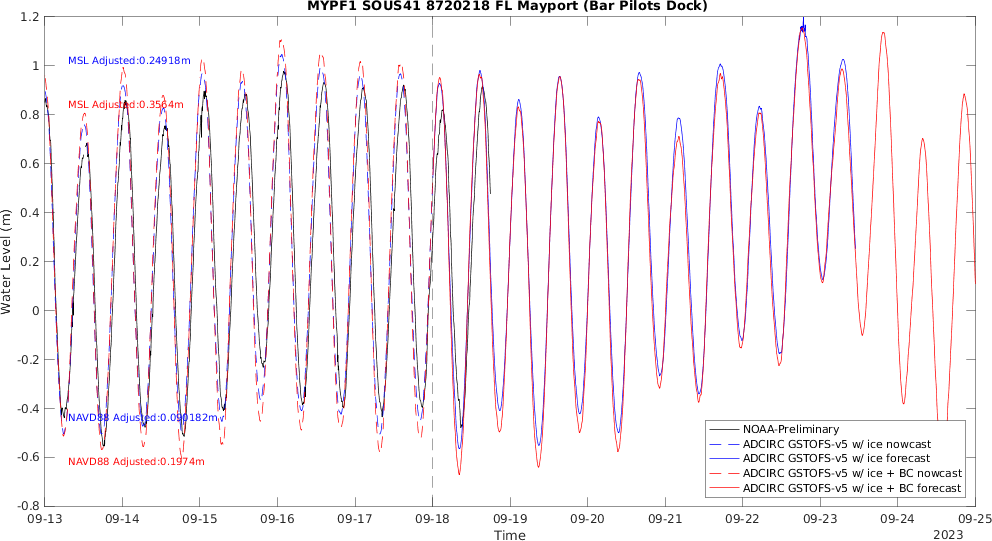 MYPF1 SOUS41 8720218 FL Mayport (Bar Pilots Dock)
1.2
1
0.8
0.6
0.4
0.2
0
-0.2
-0.4
-0.6
-0.8
Water Level (m)
MSL Adjusted:0.24918m
MSL Adjusted:0.3564m
NAVD88 Adjusted:0.090182m
NAVD88 Adjusted:0.1974m
NOAA-Preliminary
ADCIRC GSTOFS-v5 w/ ice nowcast
ADCIRC GSTOFS-v5 w/ ice forecast
ADCIRC GSTOFS-v5 w/ ice + BC nowcast
ADCIRC GSTOFS-v5 w/ ice + BC forecast
09-13 09-14 09-15 09-16 09-17 09-18 09-19 09-20 09-21 09-22 09-23 09-24 09-25
Time
2023